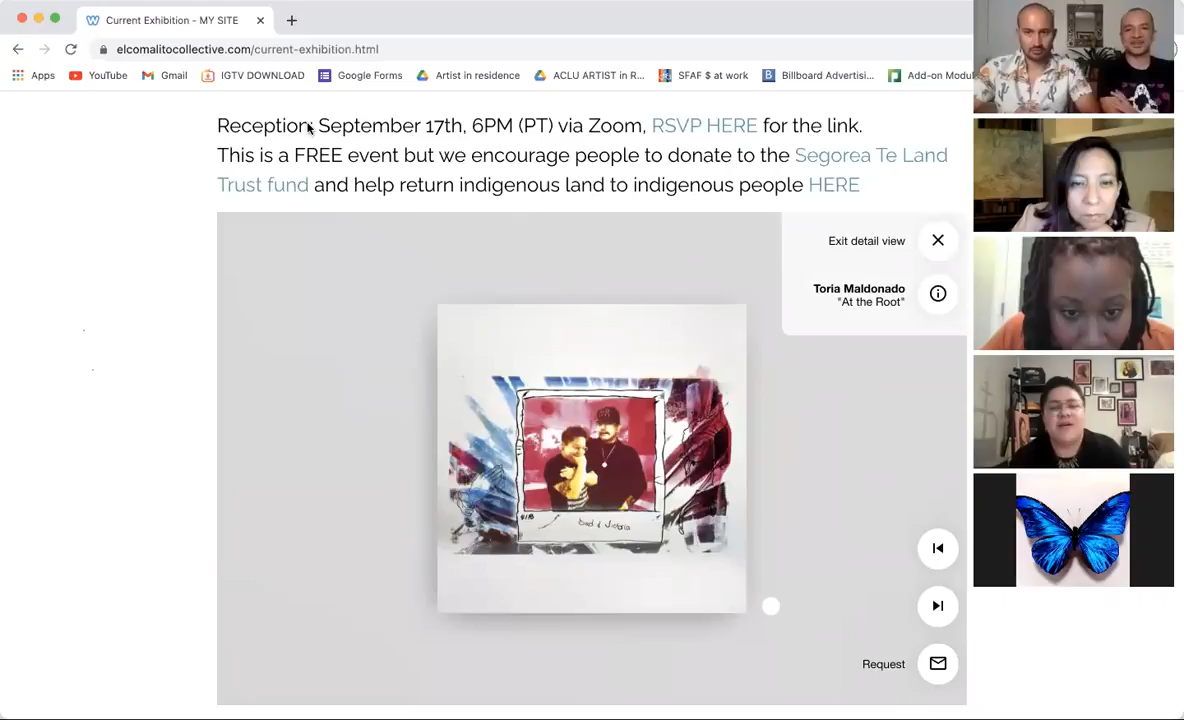 Current Exhibition - MY SITE
elcomalitocollective.com/current-exhibition.html
Apps YouTube Gmail IGTV DOWNLOAD Google Forms Artist in residence ACLU ARTIST in R... SFAF $ at work Billboard Advertisi... Add-on Modu
Reception: September 17th, 6PM (PT) via Zoom, RSVP HERE for the link.
This is a FREE event but we encourage people to donate to the Segorea Te Land
Trust fund and help return indigenous land to indigenous people HERE
Exit detail view
Toria Maldonado
"At the Root"
Request